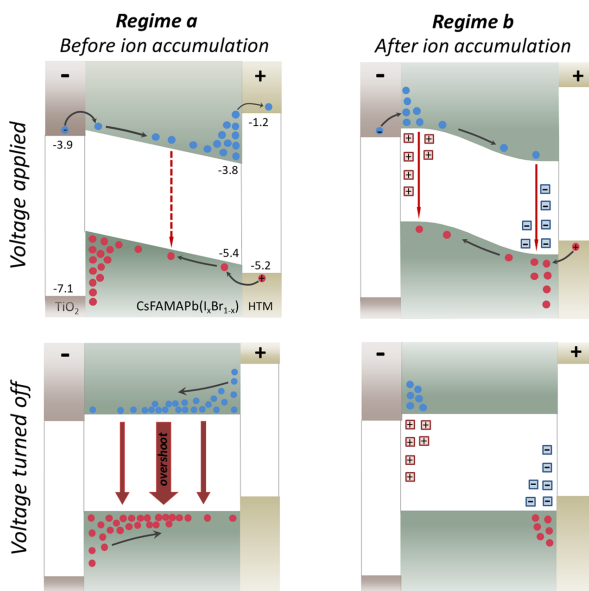 Regime a
Before ion accumulation
Regime b
After ion accumulation
Voltage applied
-
+
-1.2
-3.9
-3.8
-5.4
-5.2
-7.1
TiO2
CsFAMAPb(IxBr1-x)
HTM
-
+
Voltage turned off
-
+
overshoot
-
+